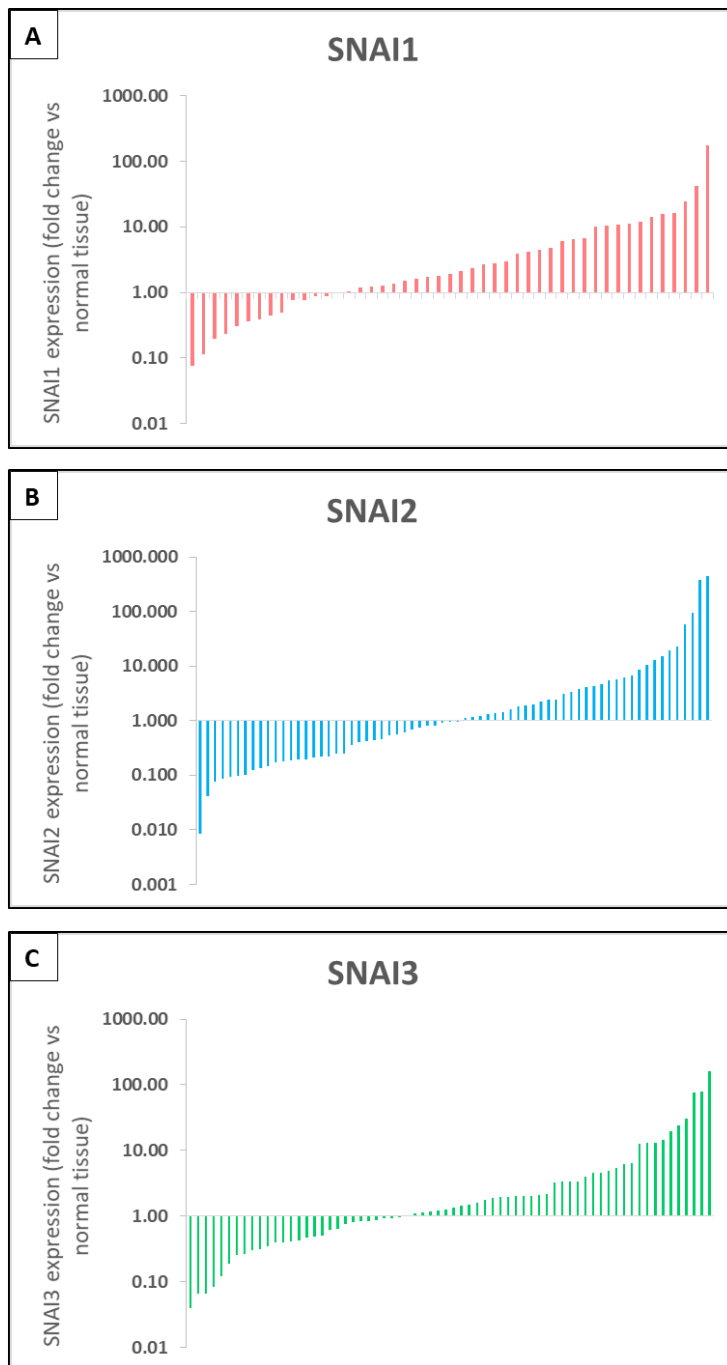 A
SNAI1
SNAI1 expression (fold change vs
normal tissue)
1000.00
100.00
10.00
1.00
0.10
0.01
B
SNAI2
SNAI2 expression (fold change vs
normal tissue)
1000.000
100.000
10.000
1.000
0.100
0.010
0.001
C
SNAI3
SNAI3 expression (fold change vs
normal tissue)
1000.00
100.00
10.00
1.00
0.10
0.01